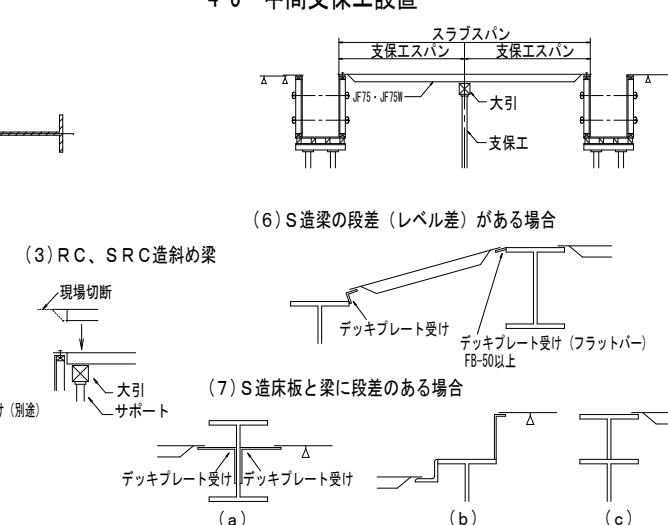 中間支保工設置
スラブスパン
支保工スパン 支保工スパン
JF75・JF75W
大引
支保工
(3)RC、SRC造斜め梁
現場切断
大引
サポート
(別途)
(6)S造梁の段差(レベル差)がある場合
デッキプレート受け
デッキプレート受け(フラットバー)
FB-50以上
(7)S造床板と梁に段差のある場合
デッキプレート受け デッキプレート受け
(a)
(b)
(c)